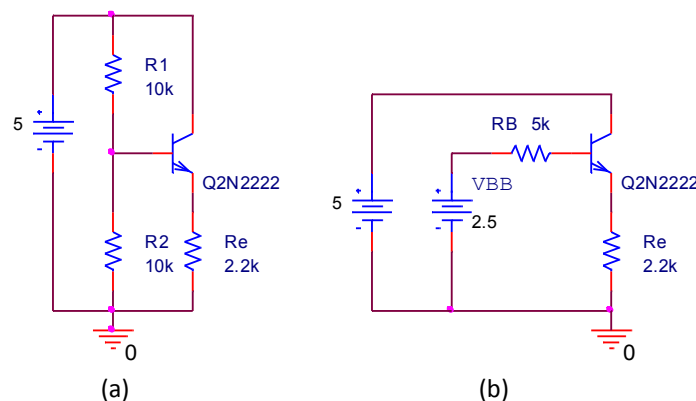 R1
10k
5
+
-
Q2N2222
R2
10k
Re
2.2k
0
(a)
RB 5k
VBB
5
+
-
+
-
2.5
Q2N2222
Re
2.2k
0
(b)